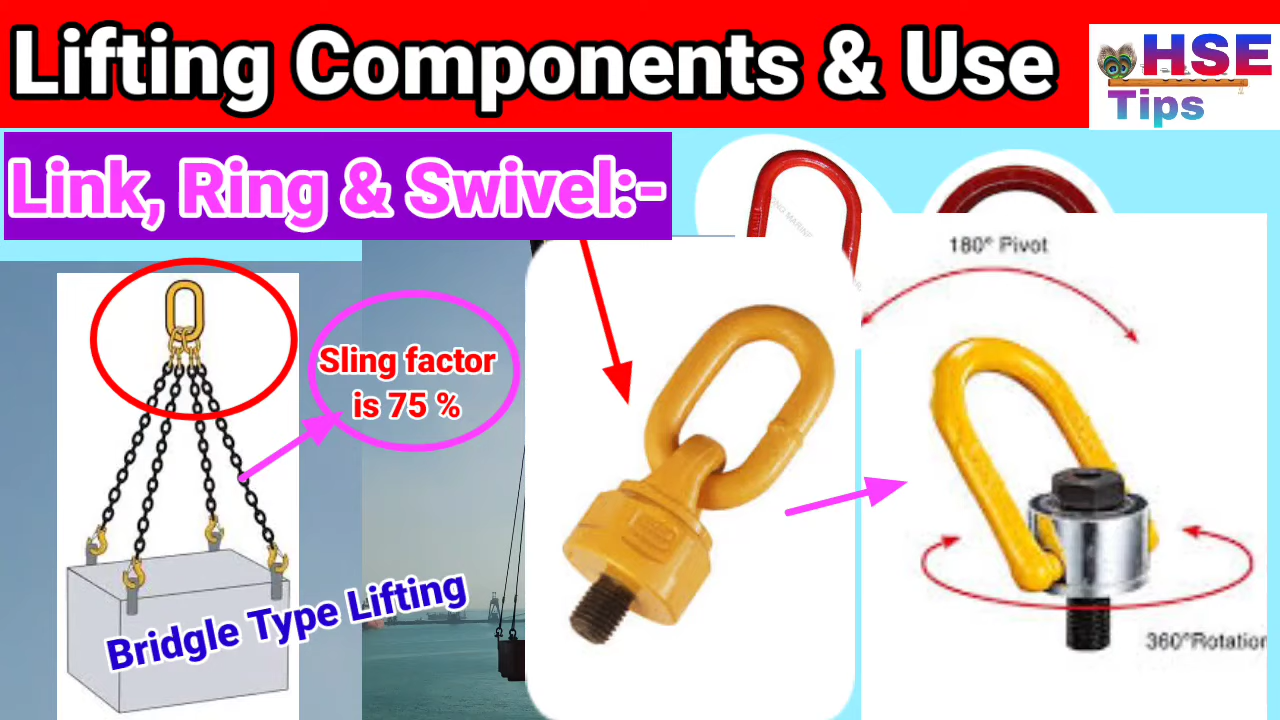 Lifting Components & Use
HSE
Tips
Link, Ring & Swivel:-
180° Pivot
Sling factor
is 75 %
Bridgle Type Lifting
360°Rotation